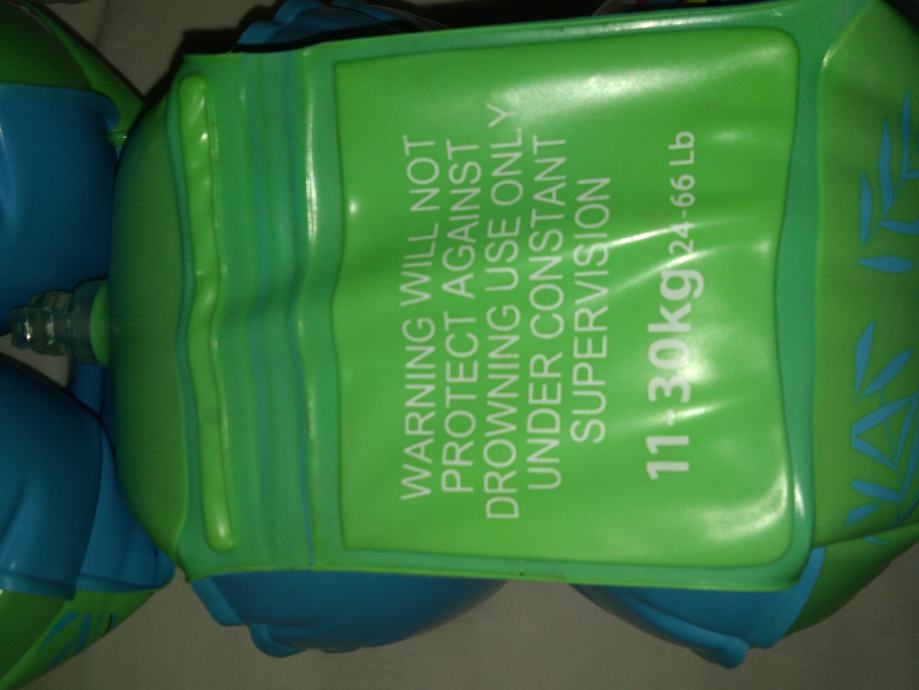 WARNING WILL NOT
PROTECT AGAINST
DROWNING USE ONLY
UNDER CONSTANT
SUPERVISION
11-30kg 24-66 Lb